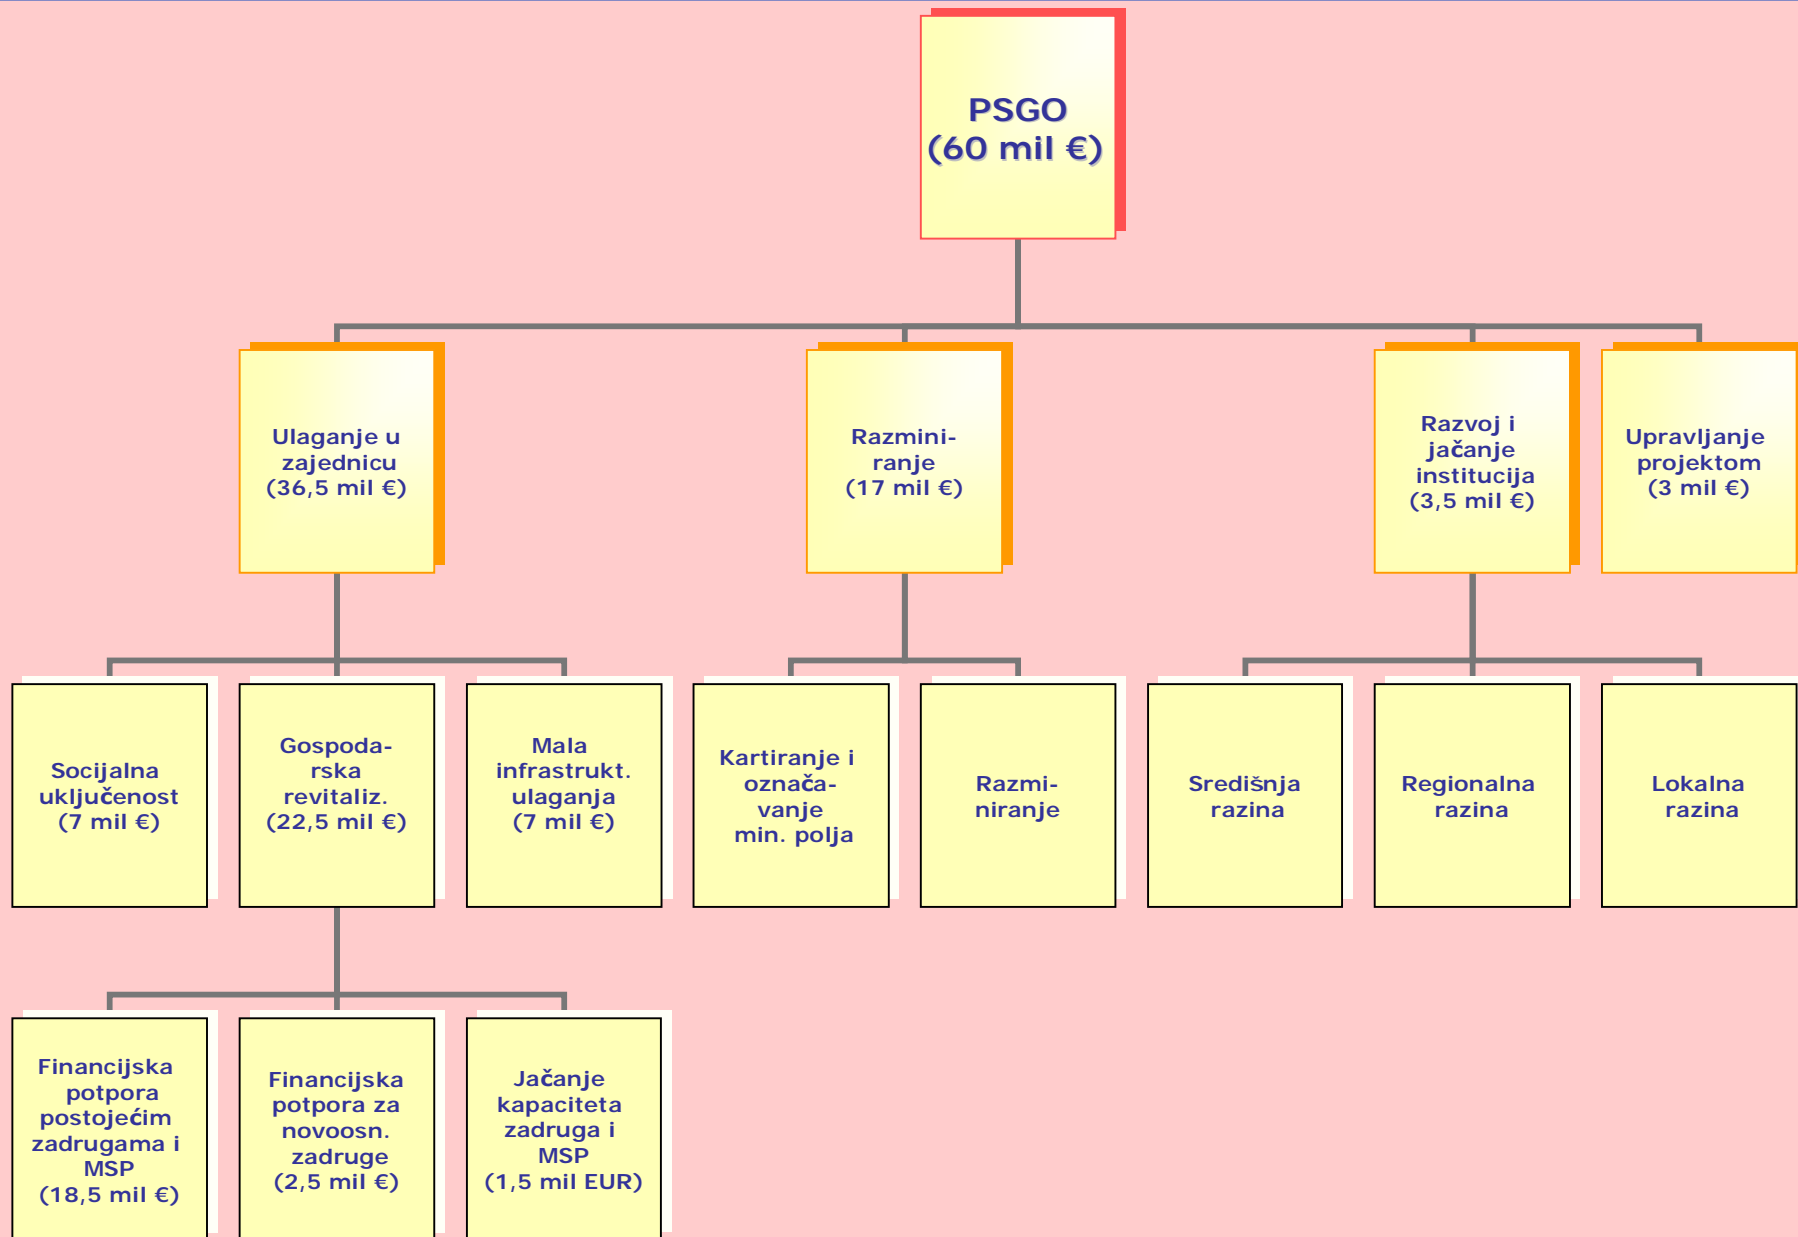 PSGO
(60 mil €)
Ulaganje u
zajednicu
(36,5 mil €)
Razmini-
ranje
(17 mil €)
Razvoj i
jačanje
institucija
(3,5 mil €)
Upravljanje
projektom
(3 mil €)
Socijalna
uključenost
(7 mil €)
Gospoda-
rska
revitaliz.
(22,5 mil €)
Mala
infrastrukt.
ulaganja
(7 mil €)
Kartiranje i
označa-
vanje
min. polja
Razmi-
niranje
Središnja
razina
Regionalna
razina
Lokalna
razina
Financijska
potpora
postojećim
zadrugama i
MSP
(18,5 mil €)
Financijska
potpora za
novoosn.
zadruge
(2,5 mil €)
Jačanje
kapaciteta
zadruga i
MSP
(1,5 mil EUR)